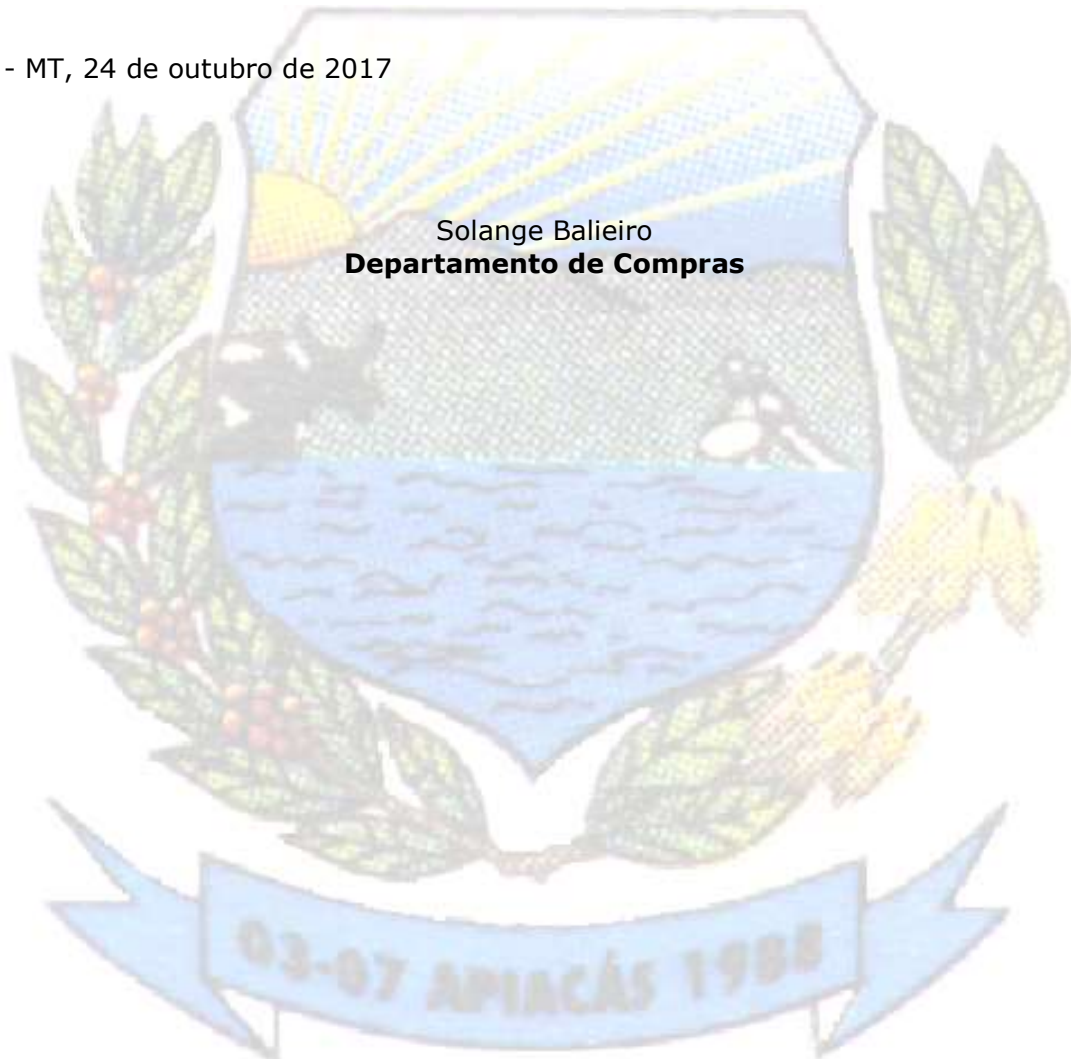 - MT, 24 de outubro de 2017
Solange Balieiro
Departamento de Compras
03-07 APIACÁS 1988